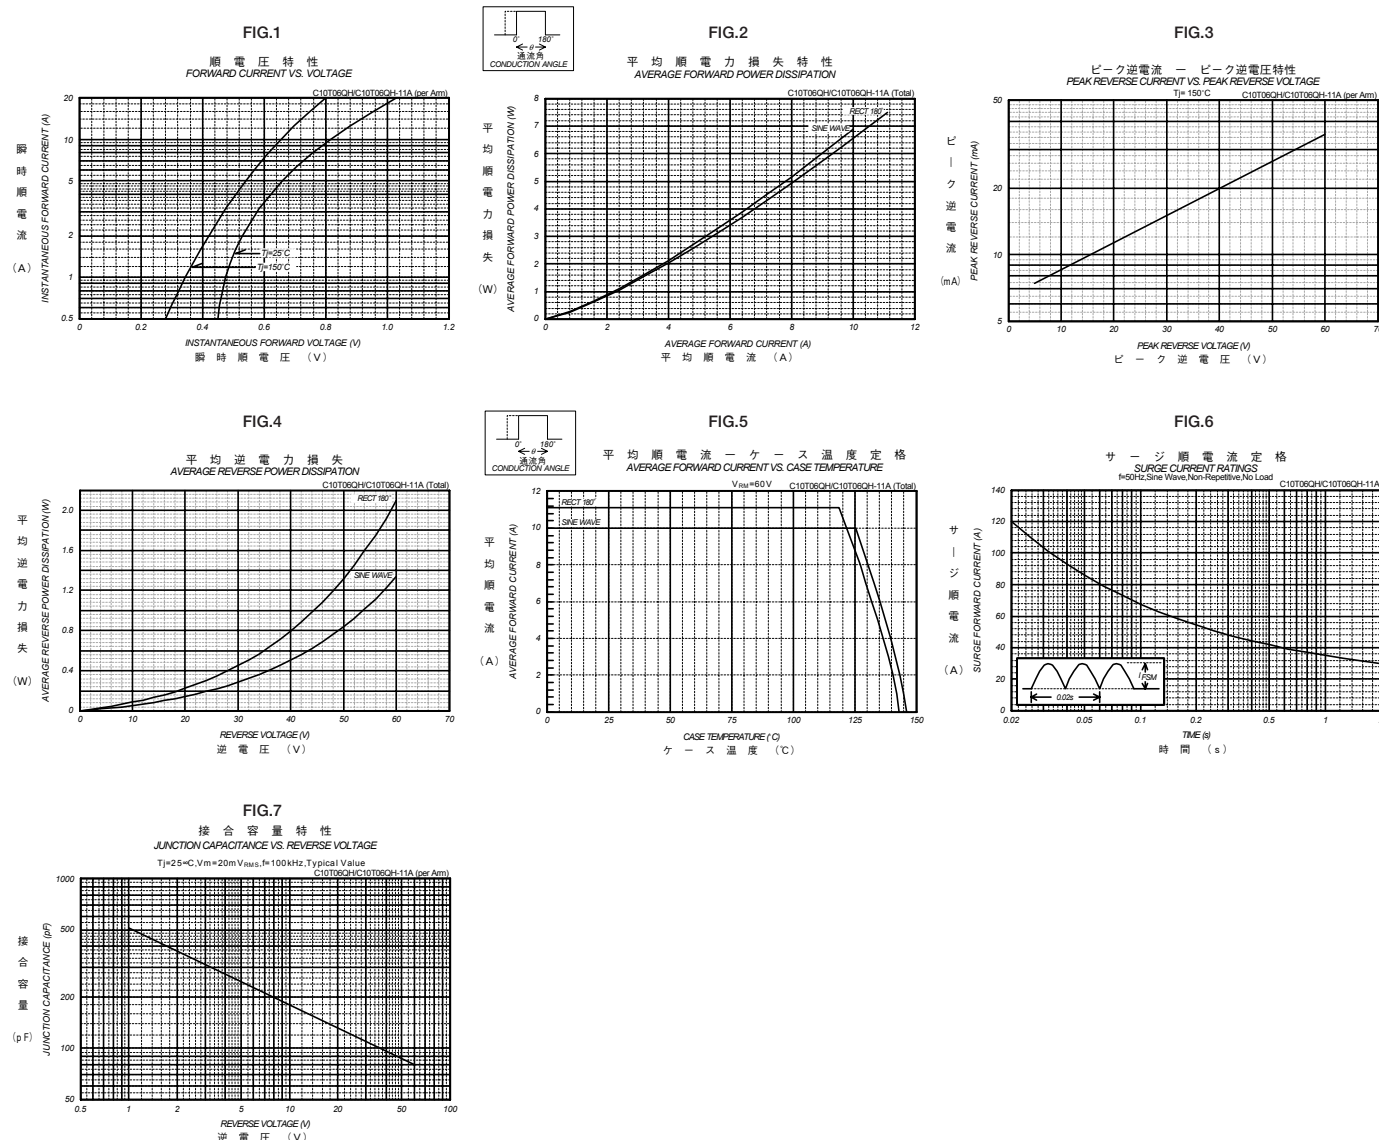 FIG.1
順電圧特性
FORWARD CURRENT VS. VOLTAGE
C10T06QH/C10T06QH-11A (per Arm)
瞬時順電流 (A)
INSTANTANEOUS FORWARD CURRENT (A)
20
10
5
2
1
0.5
Tj=25°C
Tj=150°C
0 0.2 0.4 0.6 0.8 1.0 1.2
INSTANTANEOUS FORWARD VOLTAGE (V)
瞬時順電圧 (V)
0° 180°
θ
通流角
CONDUCTION ANGLE
FIG.2
平均順電力損失特性
AVERAGE FORWARD POWER DISSIPATION
C10T06QH/C10T06QH-11A (Total)
平均順電力損失 (W)
AVERAGE FORWARD POWER DISSIPATION (W)
8
7
6
5
4
3
2
1
0
RECT 180°
SINE WAVE
0 2 4 6 8 10 12
AVERAGE FORWARD CURRENT (A)
平均順電流 (A)
FIG.3
ピーク逆電流 ー ピーク逆電圧特性
PEAK REVERSE CURRENT VS. PEAK REVERSE VOLTAGE
Tj= 150°C
C10T06QH/C10T06QH-11A (per Arm)
ピーク逆電流 (mA)
PEAK REVERSE CURRENT (mA)
50
20
10
5
0 10 20 30 40 50 60 70
PEAK REVERSE VOLTAGE (V)
ピーク逆電圧 (V)
FIG.4
平均逆電力損失
AVERAGE REVERSE POWER DISSIPATION
C10T06QH/C10T06QH-11A (Total)
平均逆電力損失 (W)
AVERAGE REVERSE POWER DISSIPATION (W)
2.0
1.6
1.2
0.8
0.4
0
RECT 180°
SINE WAVE
0 10 20 30 40 50 60 70
REVERSE VOLTAGE (V)
逆電圧 (V)
0° 180°
θ
通流角
CONDUCTION ANGLE
FIG.5
平均順電流ーケース温度定格
AVERAGE FORWARD CURRENT VS. CASE TEMPERATURE
VRM=60V
C10T06QH/C10T06QH-11A (Total)
平均順電流 (A)
AVERAGE FORWARD CURRENT (A)
12
10
8
6
4
2
0
RECT 180°
SINE WAVE
0 25 50 75 100 125 150
CASE TEMPERATURE (°C)
ケース温度 (℃)
FIG.6
サージ順電流定格
SURGE CURRENT RATINGS
f=50Hz,Sine Wave,Non-Repetitive,No Load
C10T06QH/C10T06QH-11A
サージ順電流 (A)
SURGE FORWARD CURRENT (A)
140
120
100
80
60
40
20
0
IFSM
0.02s
0.02 0.05 0.1 0.2 0.5 1 2
TIME (s)
時間 (s)
FIG.7
接合容量特性
JUNCTION CAPACITANCE VS. REVERSE VOLTAGE
Tj=25°C,Vm=20mVRMS,f=100kHz,Typical Value
C10T06QH/C10T06QH-11A (per Arm)
接合容量 (pF)
JUNCTION CAPACITANCE (pF)
1000
500
200
100
50
0.5 1 2 5 10 20 50 100
REVERSE VOLTAGE (V)
逆電圧 (V)